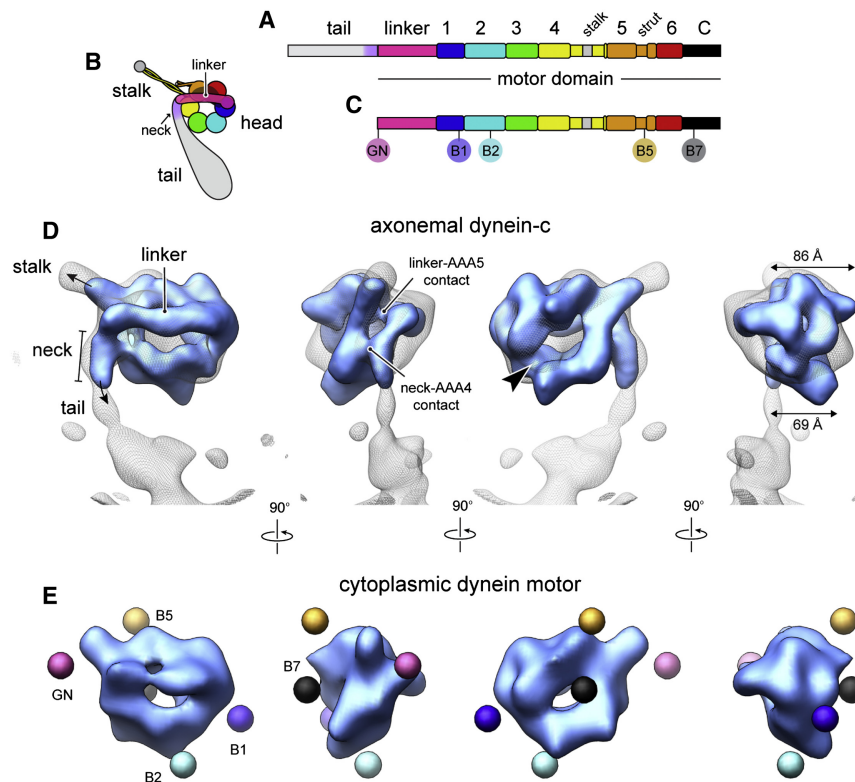 A
tail linker 1 2 3 4 stalk 5 strut 6 C
motor domain
B
linker
stalk
head
neck
tail
C
GN B1 B2 B5 B7
D
axonemal dynein-c
stalk
linker
neck
tail
linker-AAA5
contact
neck-AAA4
contact
86 Å
69 Å
90° 90° 90°
E
cytoplasmic dynein motor
B5
GN
B1
B2
B7